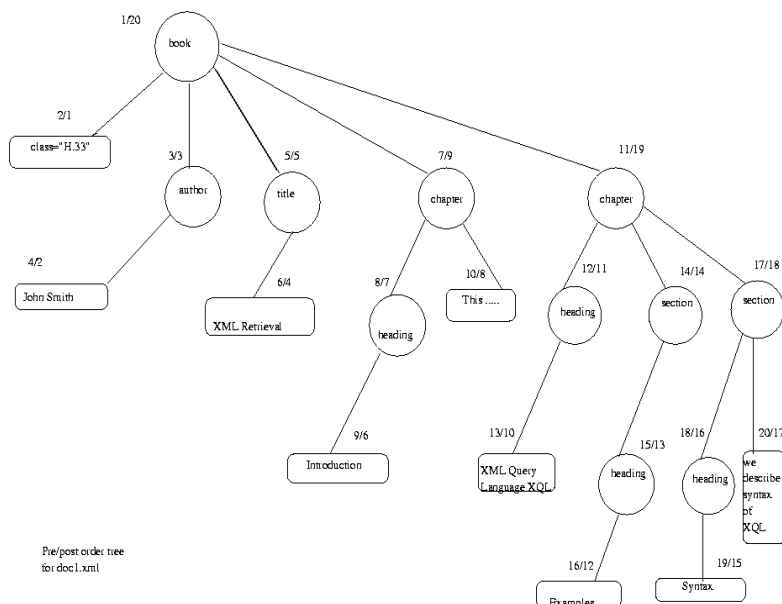 1/20
book
2/1
class="H.33"
3/3
author
5/5
title
7/9
chapter
11/19
chapter
4/2
John Smith
6/4
XML Retrieval
8/7
heading
10/8
This .....
12/11
heading
14/14
section
17/18
section
9/6
Introduction
13/10
XML Query
Language XQL
15/13
heading
18/16
heading
20/17
we
describe
syntax
of
XQL
16/12
Examples
19/15
Syntax
Pre/post order tree
for doc1.xml